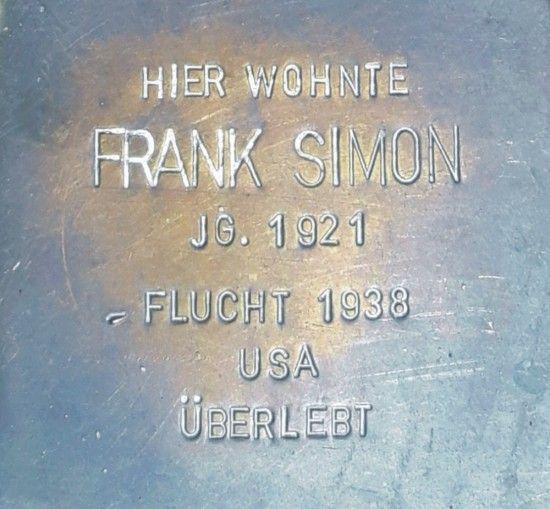 HIER WOHNTE
FRANK SIMON
JG. 1921
FLUCHT 1938
USA
ÜBERLEBT